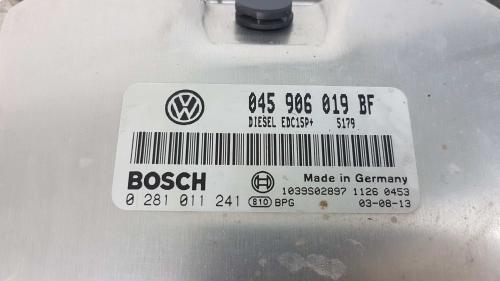 045 906 019 BF
DIESEL EDC15P+ 5179
BOSCH
Made in Germany
1039S02897 1126 0453
0 281 011 241 810 BPG 03-08-13